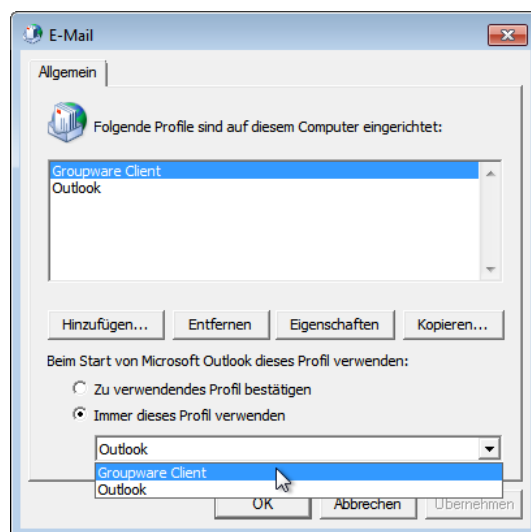 E-Mail
Allgemein
Folgende Profile sind auf diesem Computer eingerichtet:
Groupware Client
Outlook
Hinzufügen... Entfernen Eigenschaften Kopieren...
Beim Start von Microsoft Outlook dieses Profil verwenden:
Zu verwendendes Profil bestätigen
Immer dieses Profil verwenden
Outlook
Groupware Client
Outlook
OK Abbrechen Übernehmen